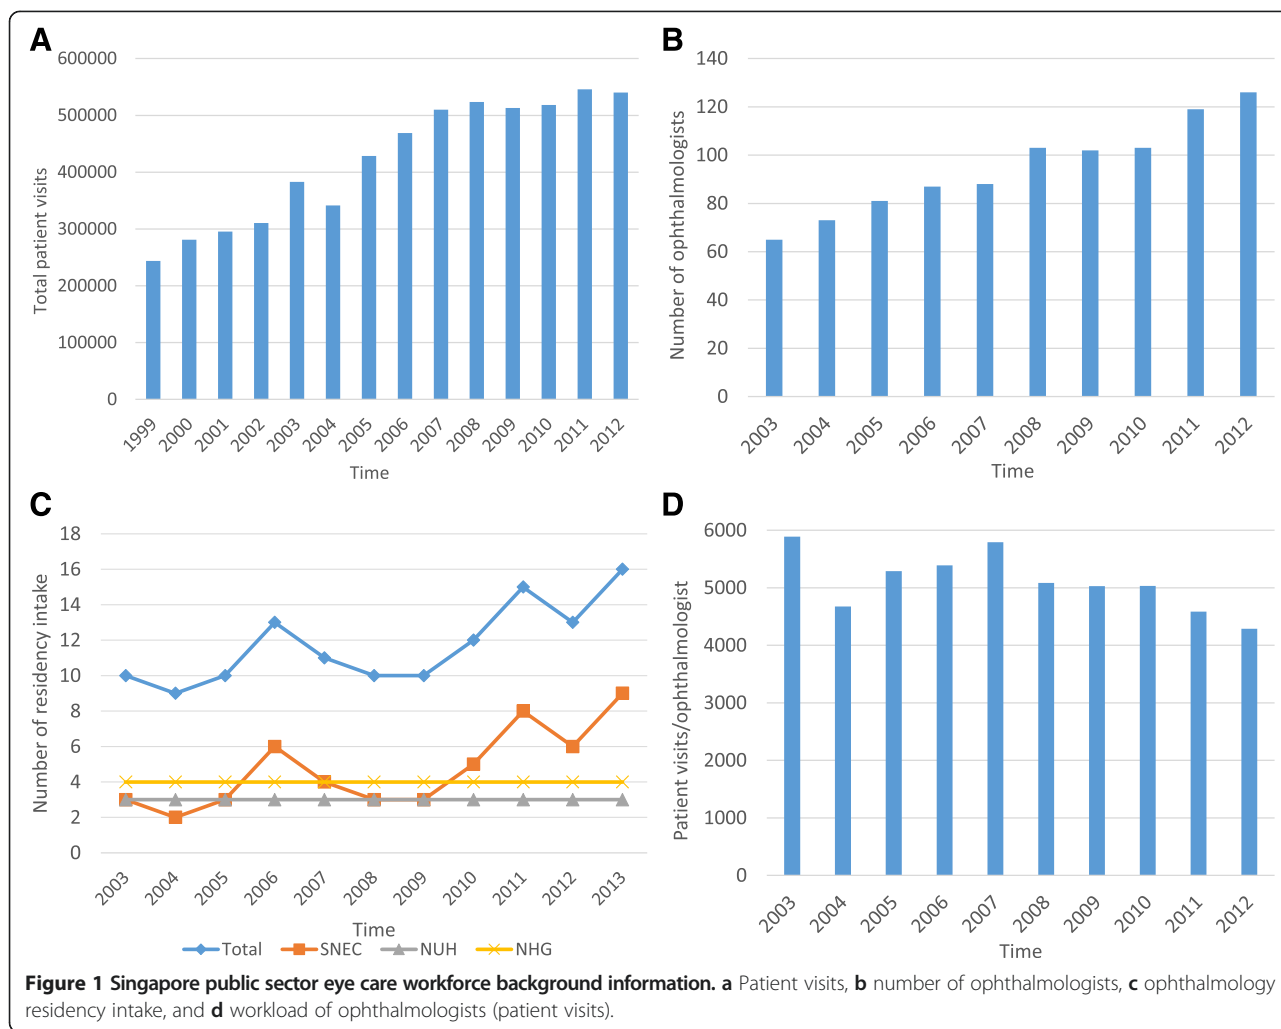 A
Total patient visits
600000
500000
400000
300000
200000
100000
0
1999 2000 2001 2002 2003 2004 2005 2006 2007 2008 2009 2010 2011 2012
Time
B
Number of ophthalmologists
140
120
100
80
60
40
20
0
2003 2004 2005 2006 2007 2008 2009 2010 2011 2012
Time
C
Number of residency intake
18
16
14
12
10
8
6
4
2
0
2003 2004 2005 2006 2007 2008 2009 2010 2011 2012 2013
Time
Total SNEC NUH NHG
D
Patient visits/ophthalmologist
6000
5000
4000
3000
2000
1000
0
2003 2004 2005 2006 2007 2008 2009 2010 2011 2012
Time
Figure 1 Singapore public sector eye care workforce background information. a Patient visits, b number of ophthalmologists, c ophthalmology
residency intake, and d workload of ophthalmologists (patient visits).